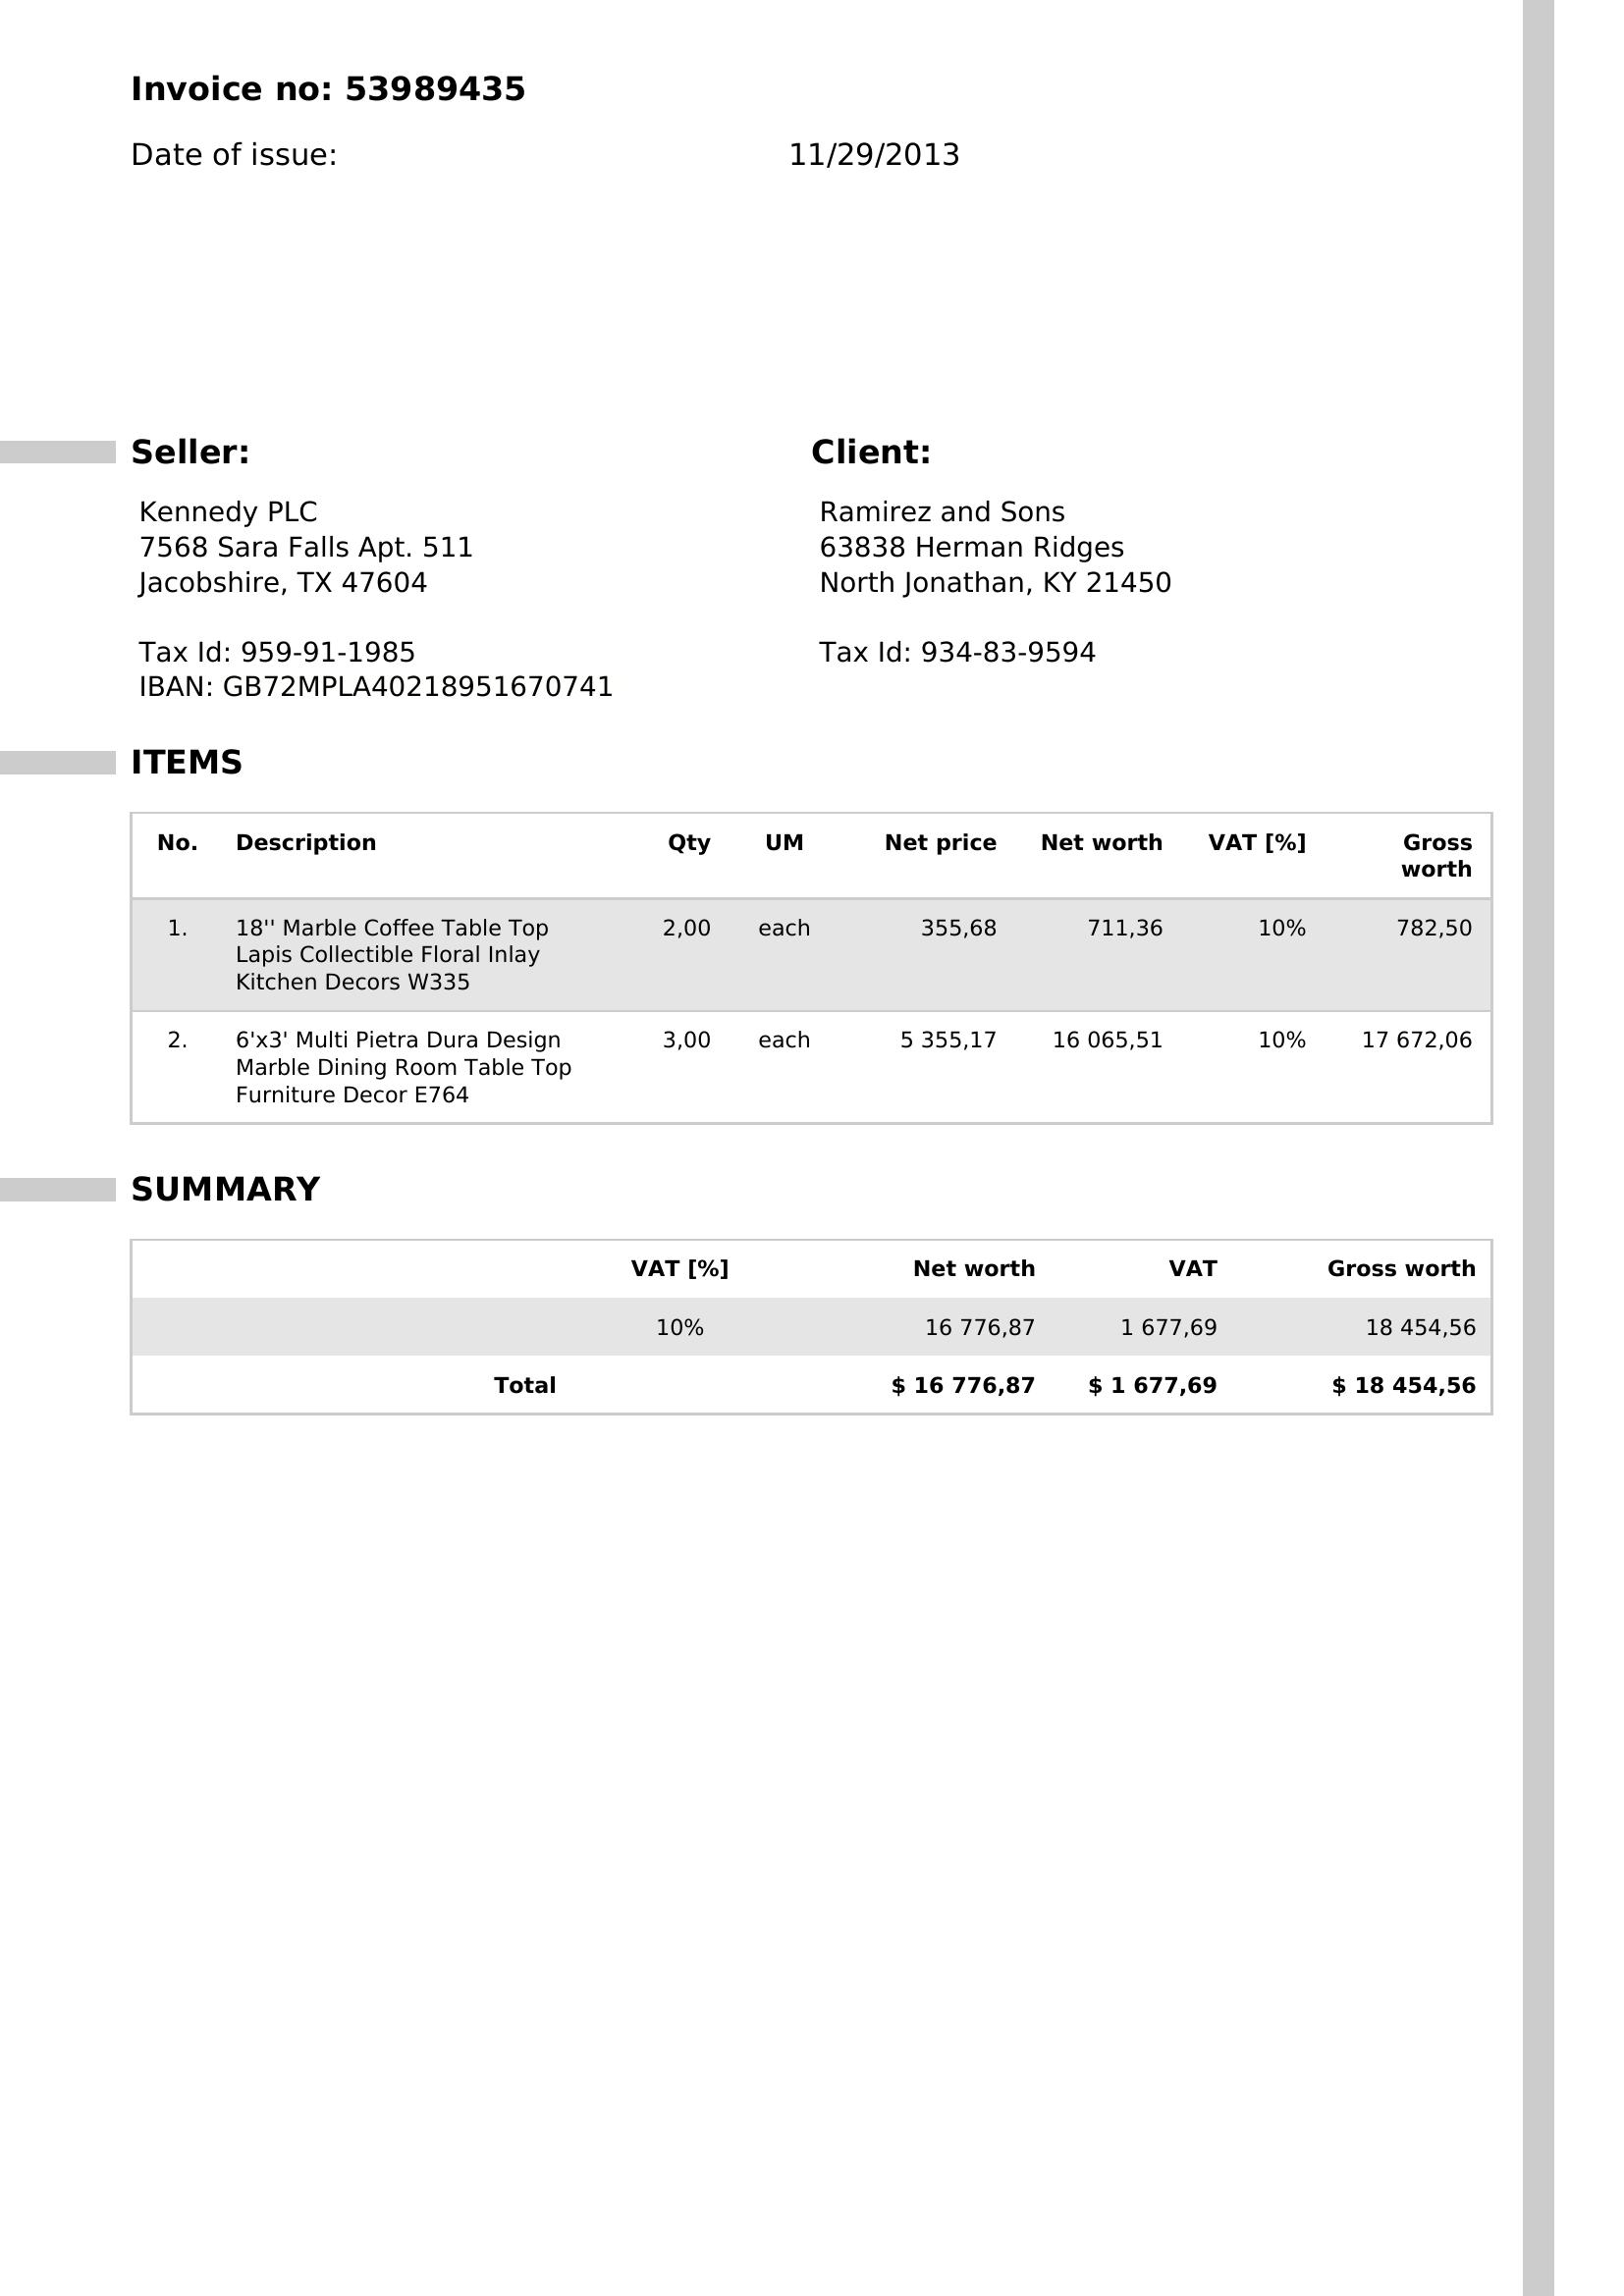 Invoice no: 53989435
Date of issue: 11/29/2013
Seller:
Kennedy PLC
7568 Sara Falls Apt. 511
Jacobshire, TX 47604
Tax Id: 959-91-1985
IBAN: GB72MPLA40218951670741
Client:
Ramirez and Sons
63838 Herman Ridges
North Jonathan, KY 21450
Tax Id: 934-83-9594
ITEMS
No. Description Qty UM Net price Net worth VAT [%] Gross
worth
1. 18'' Marble Coffee Table Top 2,00 each 355,68 711,36 10% 782,50
Lapis Collectible Floral Inlay
Kitchen Decors W335
2. 6'x3' Multi Pietra Dura Design 3,00 each 5 355,17 16 065,51 10% 17 672,06
Marble Dining Room Table Top
Furniture Decor E764
SUMMARY
VAT [%] Net worth VAT Gross worth
10% 16 776,87 1 677,69 18 454,56
Total $ 16 776,87 $ 1 677,69 $ 18 454,56